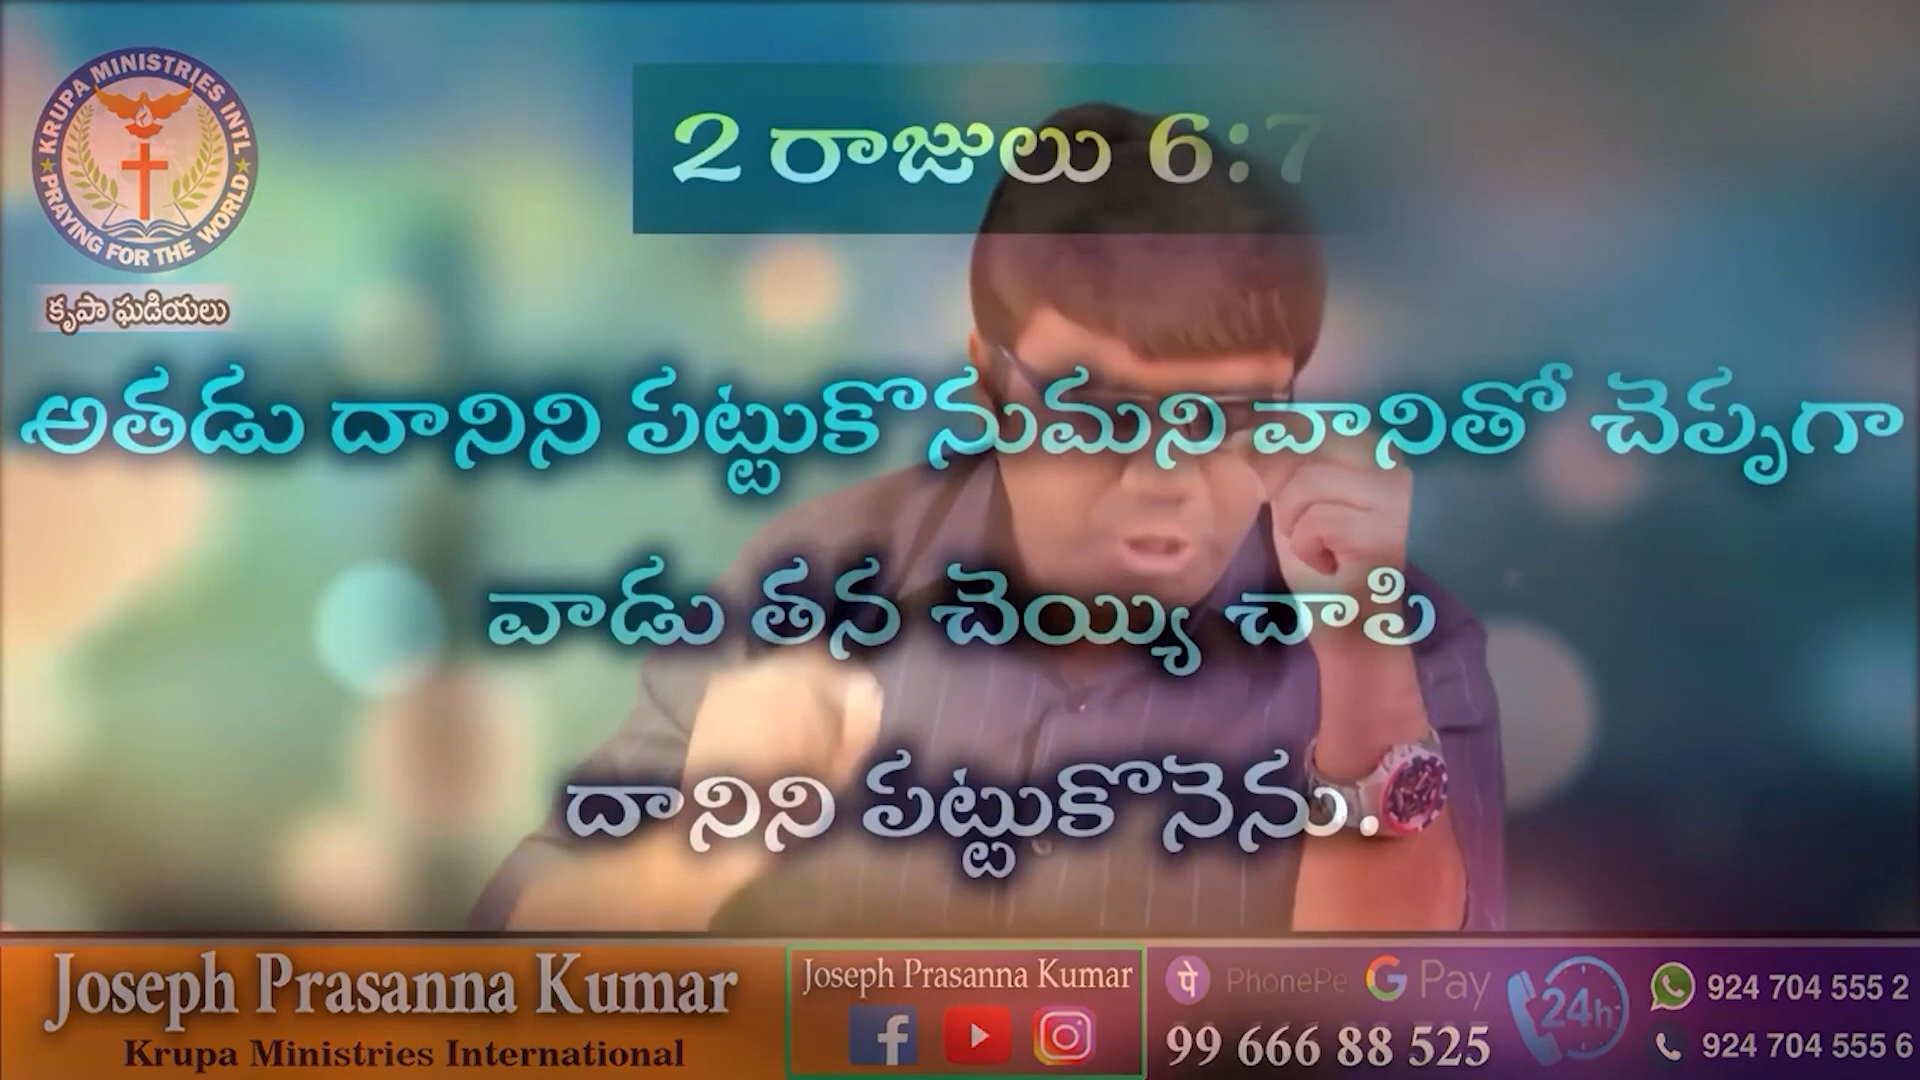 KRUPA MINISTRIES INTL
PRAYING FOR THE WORLD
కృపా ఘడియలు
2 రాజులు 6:7
అతడు దానిని పట్టుకొనుమని వానితో చెప్పగా
వాడు తన చెయ్యి చాపి
దానిని పట్టుకొనెను.
Joseph Prasanna Kumar
Krupa Ministries International
Joseph Prasanna Kumar
PhonePe G Pay
99 666 88 525
24h
924 704 555 2
924 704 555 6